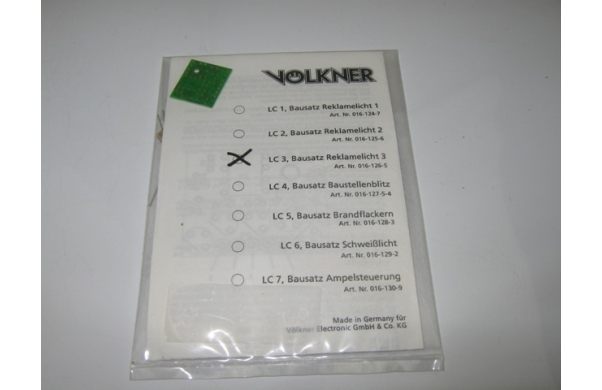 VÖLKNER
LC 1, Bausatz Reklamelicht 1
Art. Nr. 016-124-7
LC 2, Bausatz Reklamelicht 2
Art. Nr. 016-125-6
LC 3, Bausatz Reklamelicht 3
Art. Nr. 016-126-5
LC 4, Bausatz Baustellenblitz
Art. Nr. 016-127-5-4
LC 5, Bausatz Brandflackern
Art. Nr. 016-128-3
LC 6, Bausatz Schweißlicht
Art. Nr. 016-129-2
LC 7, Bausatz Ampelsteuerung
Art. Nr. 016-130-9
Made in Germany für
Völkner Electronic GmbH & Co. KG